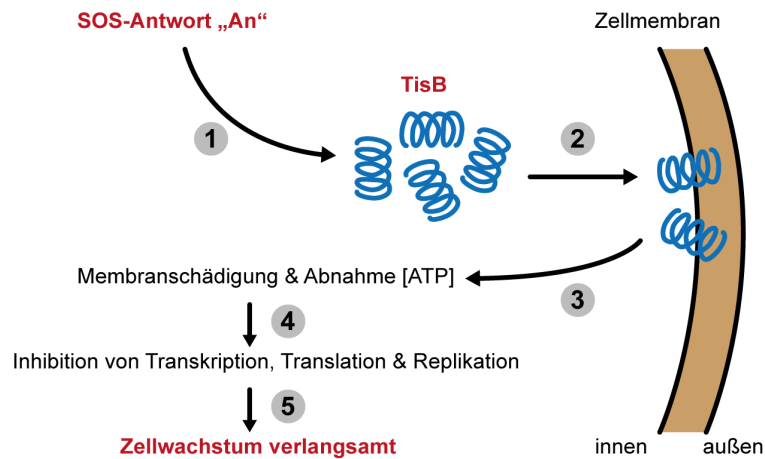 SOS-Antwort „An“
Zellmembran
TisB
1
2
Membranschädigung & Abnahme [ATP]
3
4
Inhibition von Transkription, Translation & Replikation
5
Zellwachstum verlangsamt
innen
außen